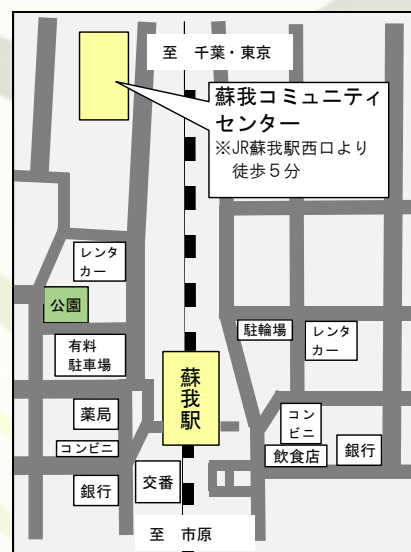 至 千葉・東京
蘇我コミュニティ
センター
※JR蘇我駅西口より
徒歩５分
レンタ
カー
公園
有料
駐車場
駐輪場
レンタ
カー
蘇我駅
薬局
コンビニ
銀行
交番
コン
ビニ
飲食店
銀行
至 市原